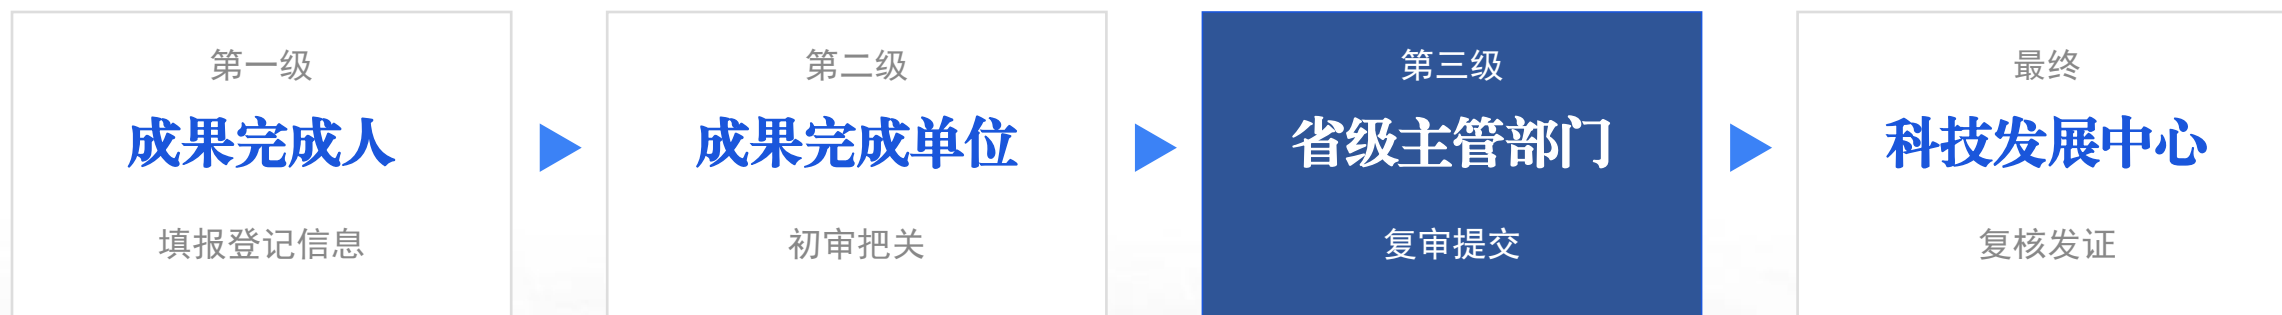 第一级
成果完成人
填报登记信息
第二级
成果完成单位
初审把关
第三级
省级主管部门
复审提交
最终
科技发展中心
复核发证